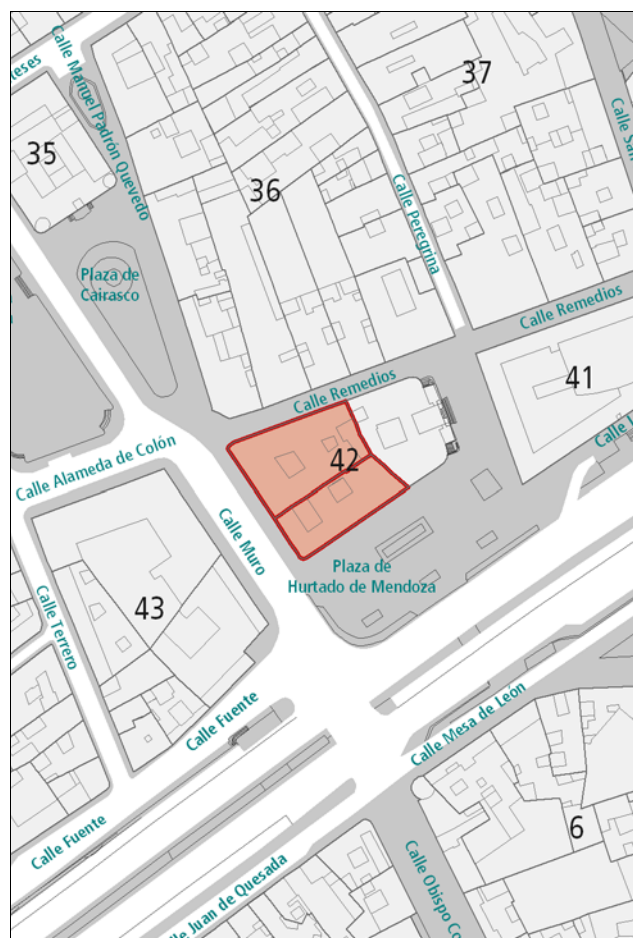 Calle Manuel Padrón Quevedo
37
35
36
Calle San
Calle Peregrina
Plaza de
Cairasco
Calle Remedios
Calle Remedios
41
Calle Alameda de Colón
42
Calle Muro
Plaza de
Hurtado de Mendoza
43
Calle Terrero
Calle Fuente
Calle Mesa de León
Calle Fuente
6
Calle Juan de Quesada
Calle Obispo